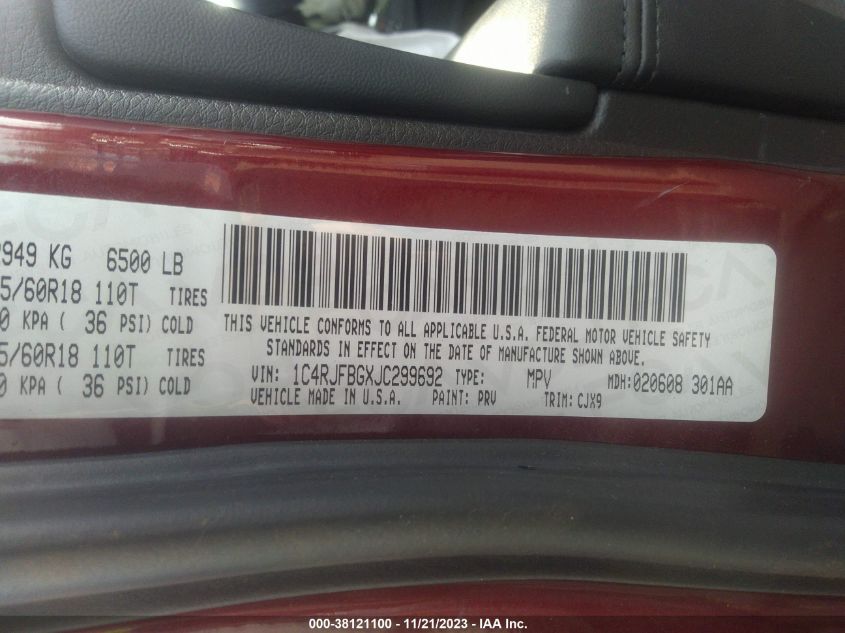 2949 KG 6500 LB
5/60R18 110T TIRES
0 KPA ( 36 PSI) COLD
5/60R18 110T TIRES
0 KPA ( 36 PSI) COLD
THIS VEHICLE CONFORMS TO ALL APPLICABLE U.S.A. FEDERAL MOTOR VEHICLE SAFETY
STANDARDS IN EFFECT ON THE DATE OF MANUFACTURE SHOWN ABOVE.
VIN: 1C4RJFBGXJC299692 TYPE: MPV MDH:020608 301AA
VEHICLE MADE IN U.S.A. PAINT: PRV TRIM: CJX9
000-38121100 - 11/21/2023 - IAA Inc.